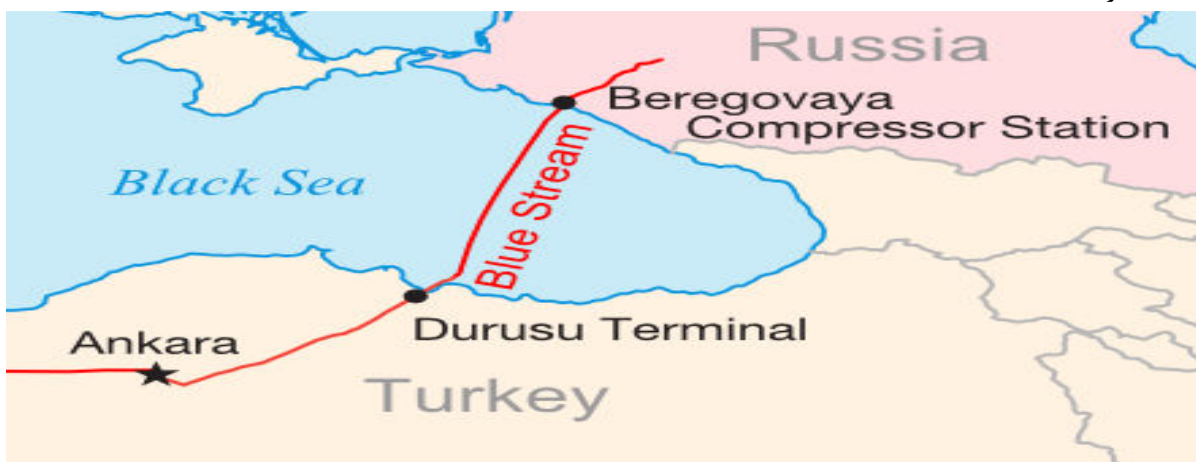 Russia
Beregovaya
Compressor Station
Black Sea
Blue Stream
Durusu Terminal
Ankara
Turkey